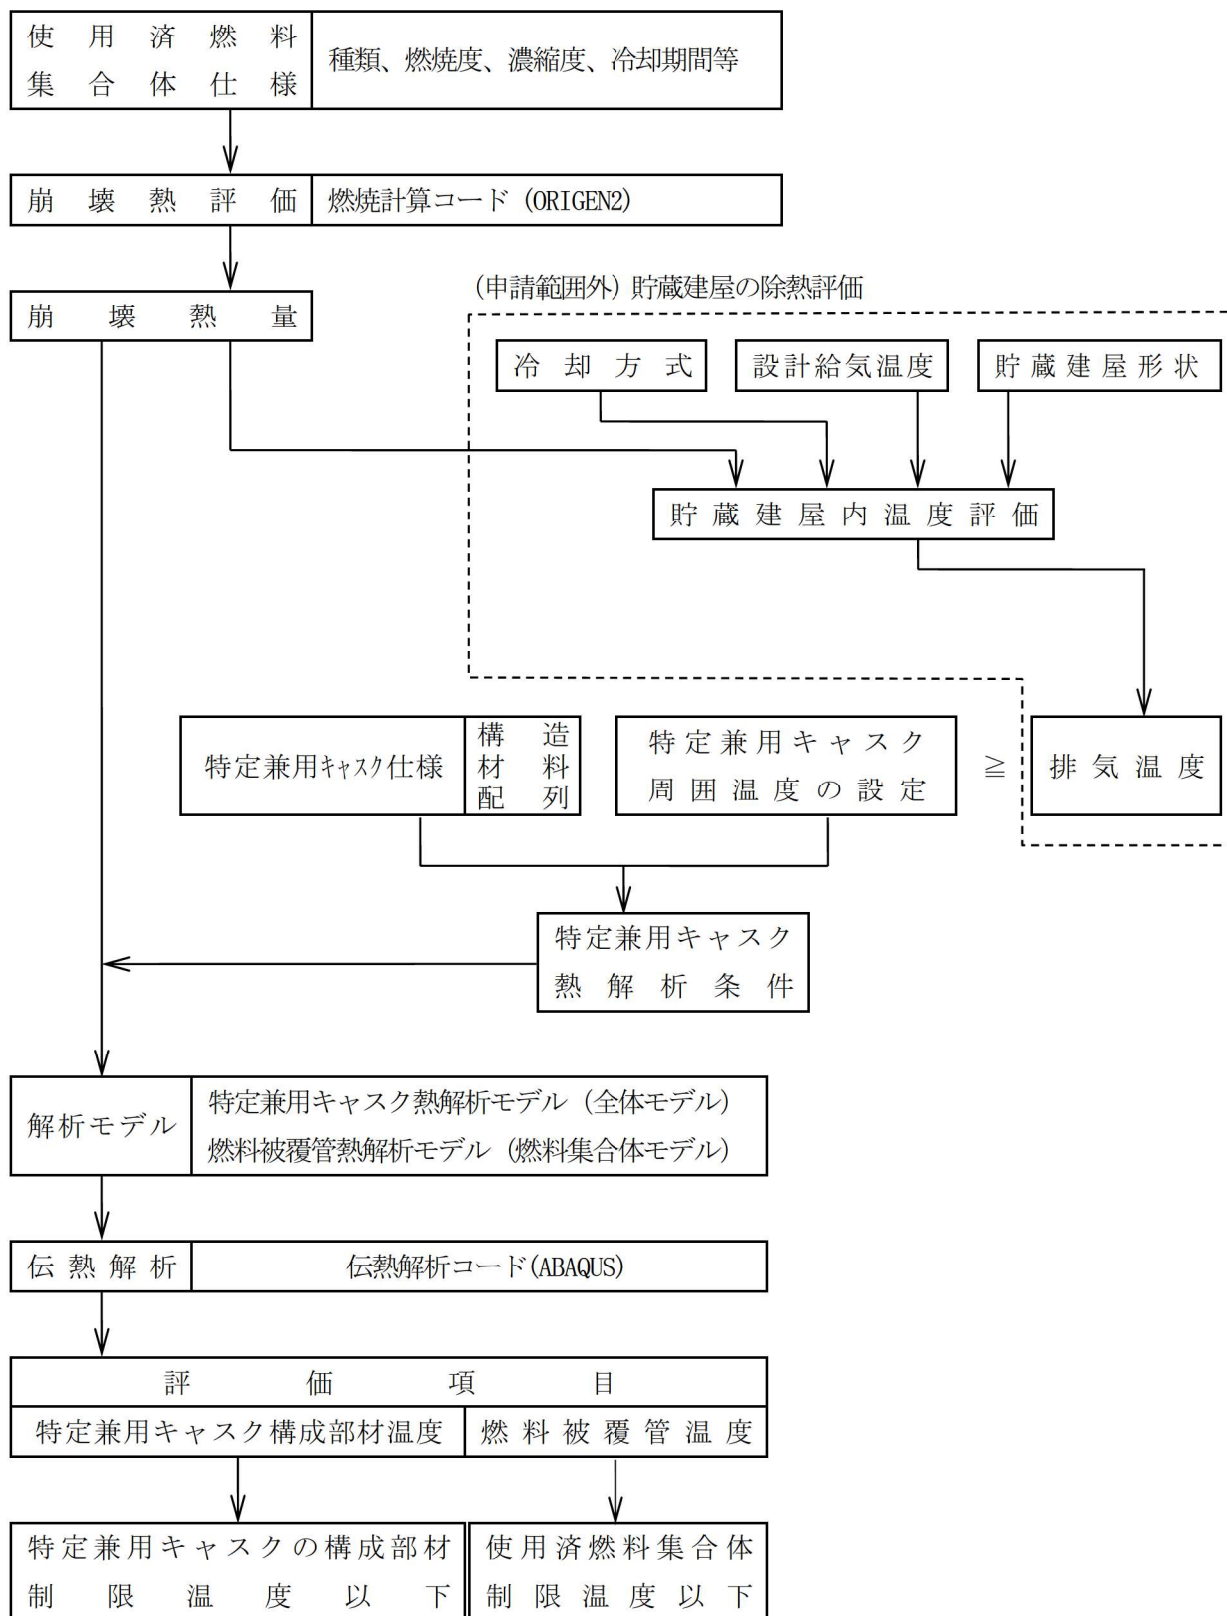 使用済燃料
集合体仕様
種類、燃焼度、濃縮度、冷却期間等
崩壊熱評価
燃焼計算コード (ORIGEN2)
崩壊熱量
(申請範囲外) 貯蔵建屋の除熱評価
冷却方式
設計給気温度
貯蔵建屋形状
貯蔵建屋内温度評価
特定兼用キャスク仕様
構造
材料
配列
特定兼用キャスク
周囲温度の設定
≧
排気温度
特定兼用キャスク
熱解析条件
解析モデル
特定兼用キャスク熱解析モデル (全体モデル)
燃料被覆管熱解析モデル (燃料集合体モデル)
伝熱解析
伝熱解析コード(ABAQUS)
評価項目
特定兼用キャスク構成部材温度
燃料被覆管温度
特定兼用キャスクの構成部材
制限温度以下
使用済燃料集合体
制限温度以下